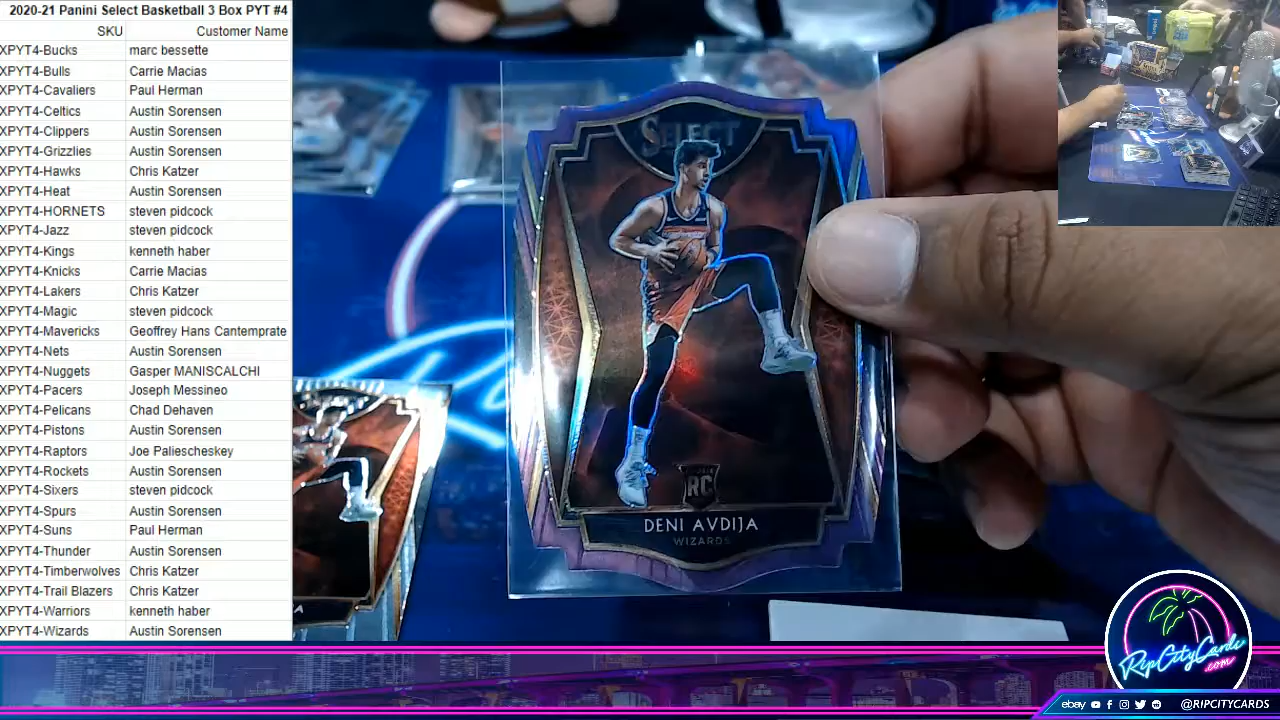 2020-21 Panini Select Basketball 3 Box PYT #4
SKU Customer Name
XPYT4-Bucks marc bessette
XPYT4-Bulls Carrie Macias
XPYT4-Cavaliers Paul Herman
XPYT4-Celtics Austin Sorensen
XPYT4-Clippers Austin Sorensen
XPYT4-Grizzlies Austin Sorensen
XPYT4-Hawks Chris Katzer
XPYT4-Heat Austin Sorensen
XPYT4-HORNETS steven pidcock
XPYT4-Jazz steven pidcock
XPYT4-Kings kenneth haber
XPYT4-Knicks Carrie Macias
XPYT4-Lakers Chris Katzer
XPYT4-Magic steven pidcock
XPYT4-Mavericks Geoffrey Hans Cantemprate
XPYT4-Nets Austin Sorensen
XPYT4-Nuggets Gasper MANISCALCHI
XPYT4-Pacers Joseph Messineo
XPYT4-Pelicans Chad Dehaven
XPYT4-Pistons Austin Sorensen
XPYT4-Raptors Joe Paliescheskey
XPYT4-Rockets Austin Sorensen
XPYT4-Sixers steven pidcock
XPYT4-Spurs Austin Sorensen
XPYT4-Suns Paul Herman
XPYT4-Thunder Austin Sorensen
XPYT4-Timberwolves Chris Katzer
XPYT4-Trail Blazers Chris Katzer
XPYT4-Warriors kenneth haber
XPYT4-Wizards Austin Sorensen
SELECT
RC
DENI AVDIJA
WIZARDS
RipCityCards
.com
ebay @RIPCITYCARDS